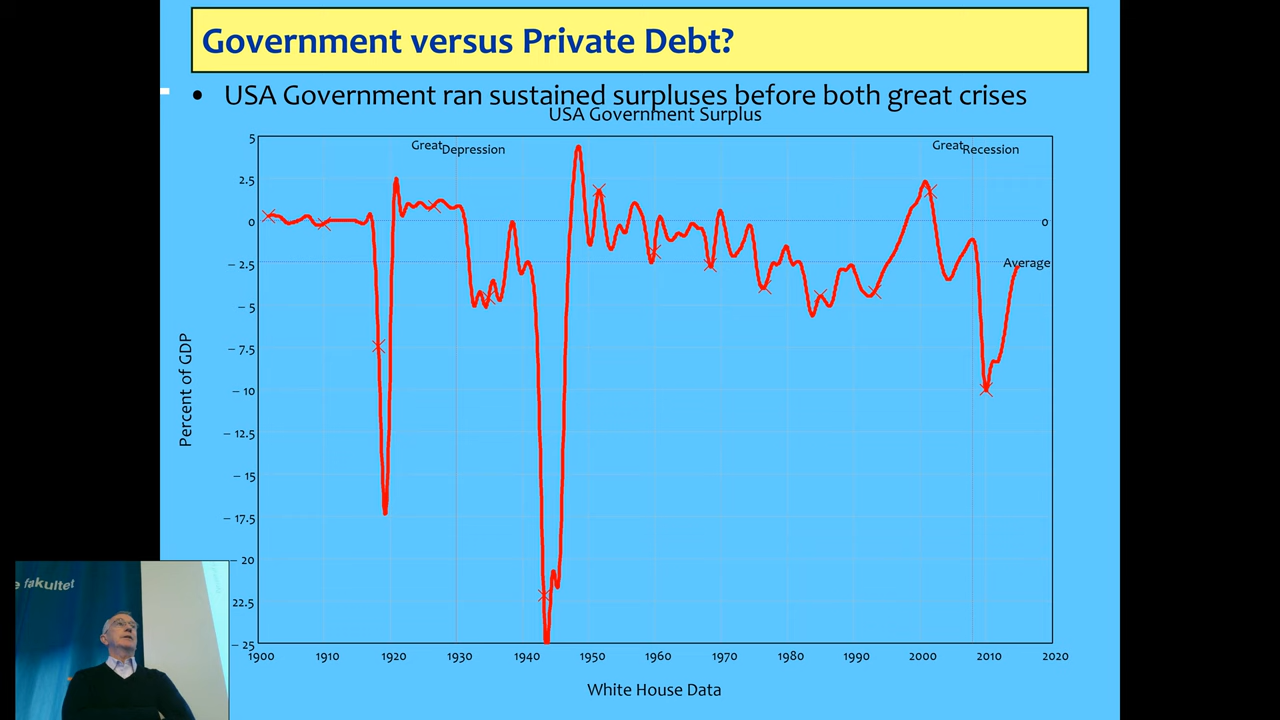 Government versus Private Debt?
• USA Government ran sustained surpluses before both great crises
USA Government Surplus
Great Depression
Great Recession
5
2.5
0
0
– 2.5
Average
– 5
– 7.5
– 10
– 12.5
– 15
– 17.5
– 20
22.5
– 25
Percent of GDP
1900 1910 1920 1930 1940 1950 1960 1970 1980 1990 2000 2010 2020
White House Data
e fakultet